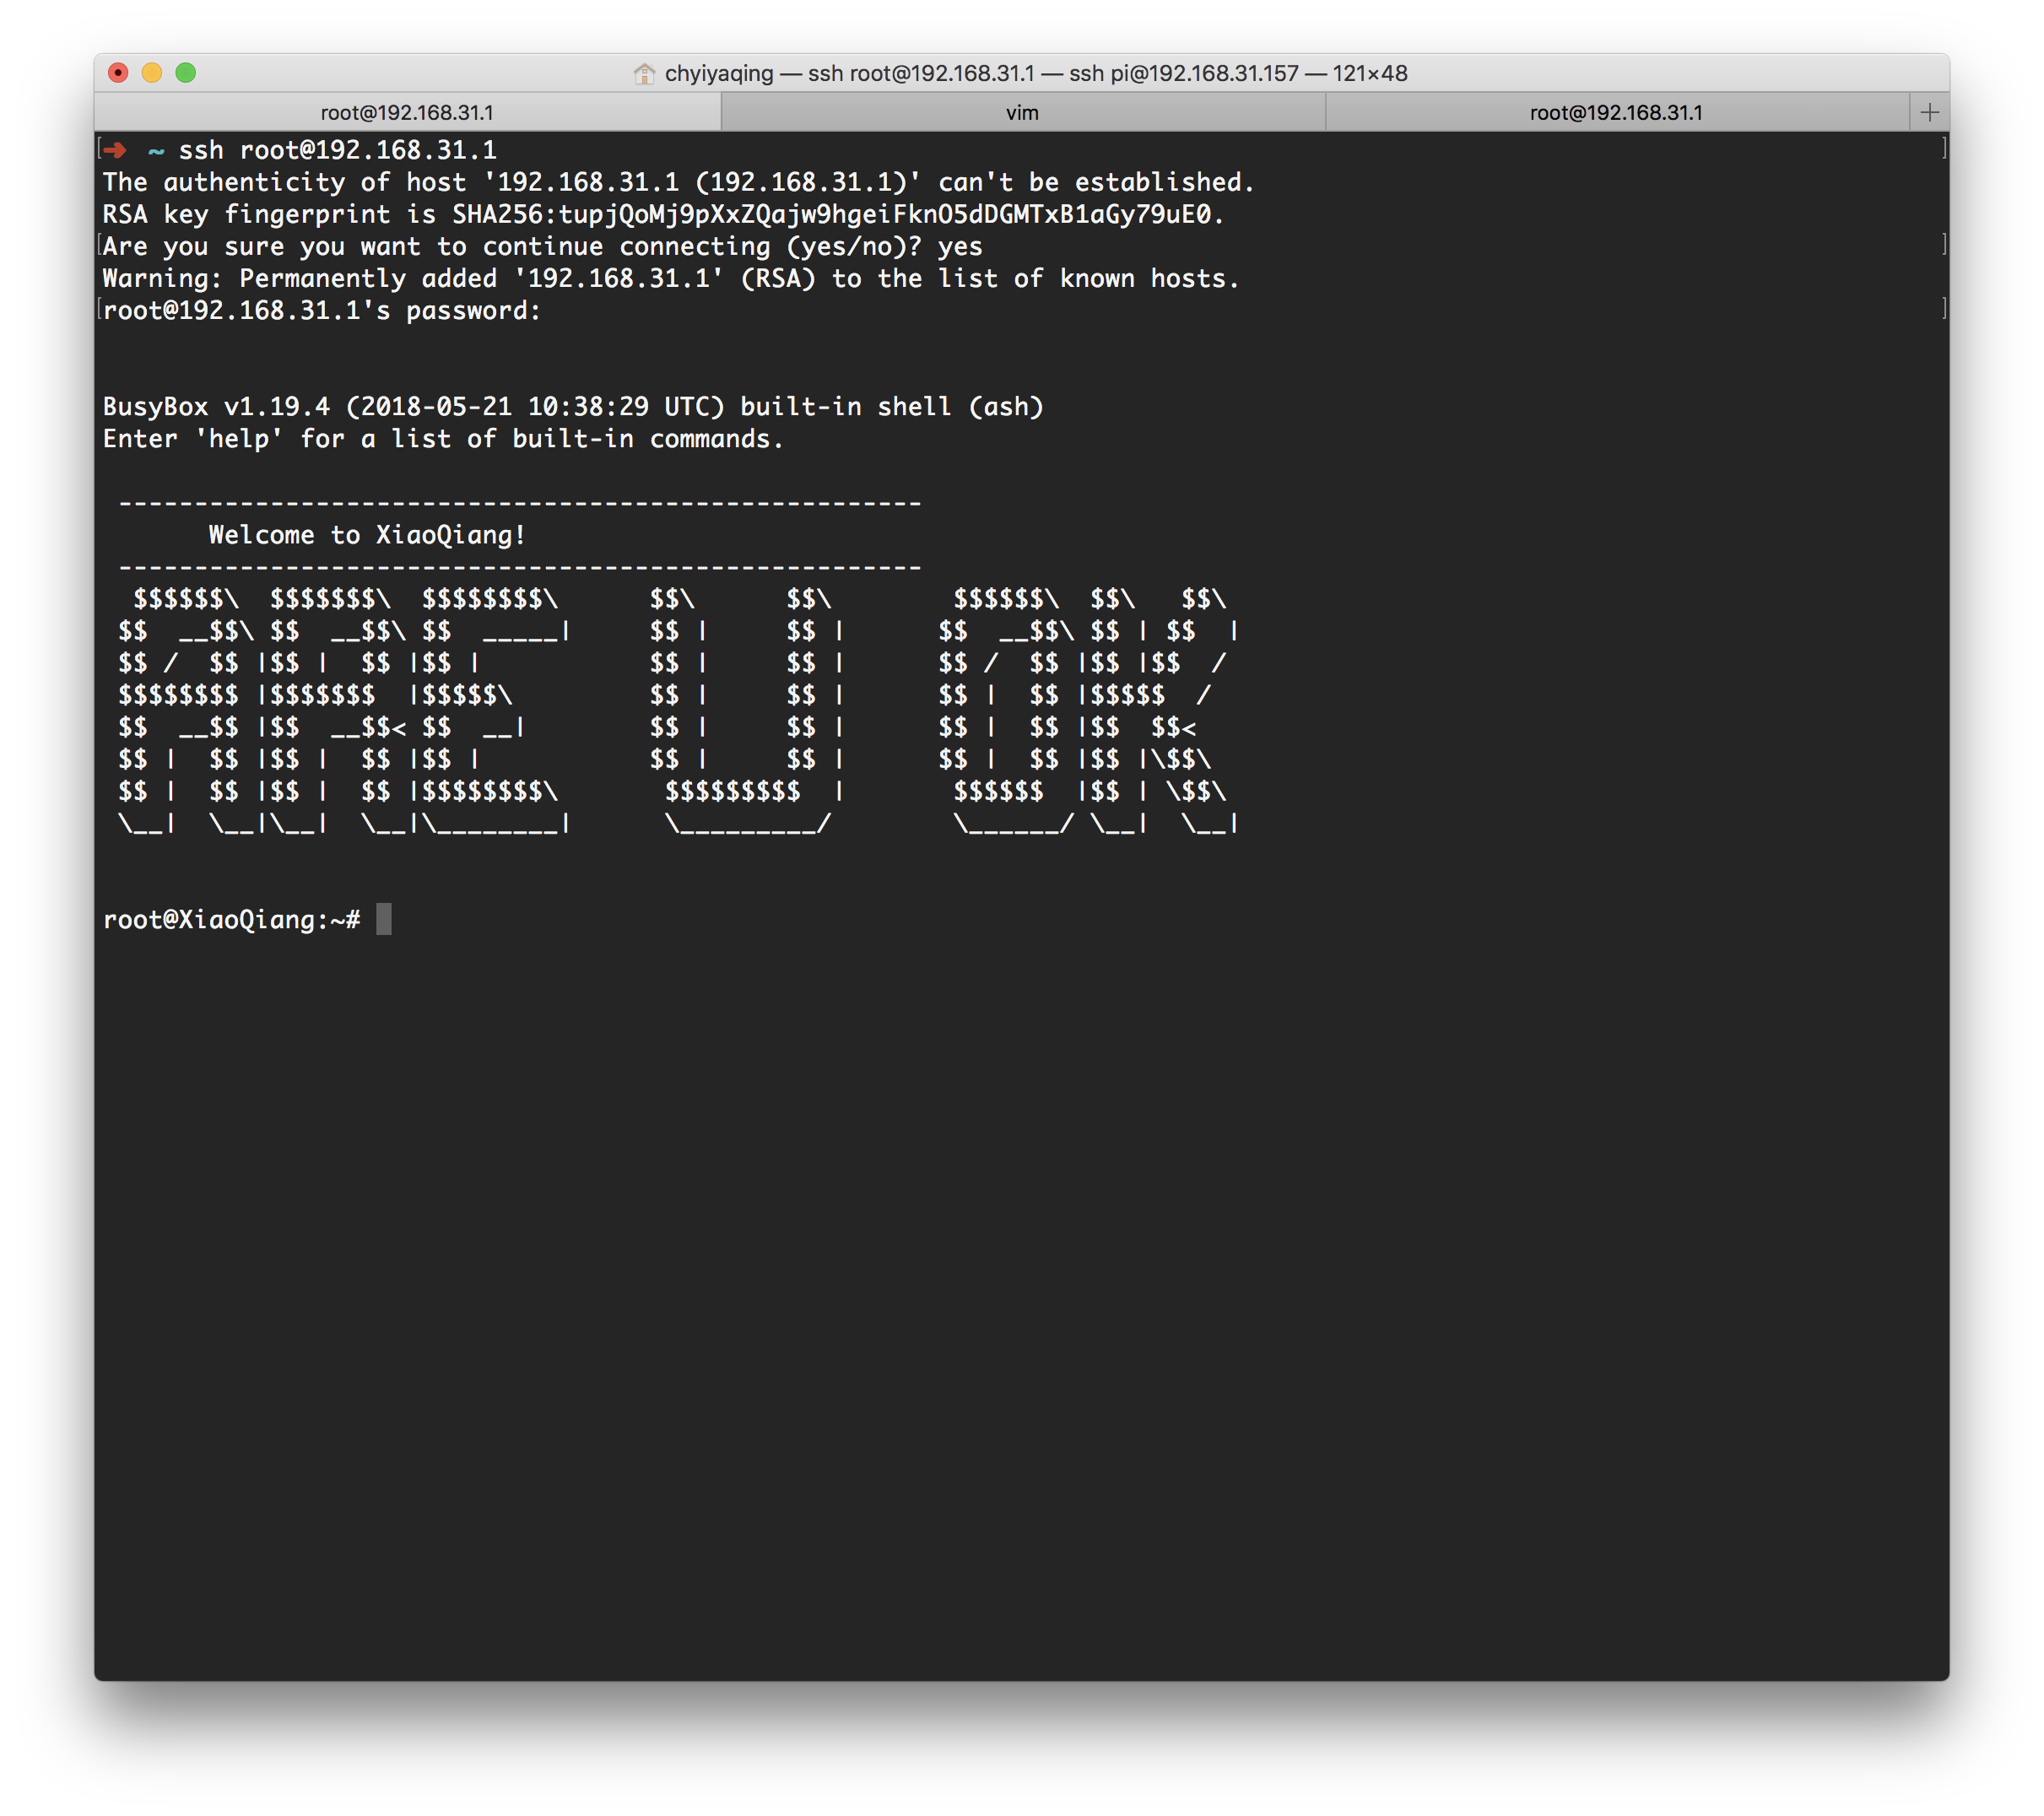 chyiyaqing — ssh root@192.168.31.1 — ssh pi@192.168.31.157 — 121×48
root@192.168.31.1 vim root@192.168.31.1 +
[➜  ~ ssh root@192.168.31.1 ]
The authenticity of host '192.168.31.1 (192.168.31.1)' can't be established.
RSA key fingerprint is SHA256:tupjQoMj9pXxZQajw9hgeiFknO5dDGMTxB1aGy79uE0.
[Are you sure you want to continue connecting (yes/no)? yes ]
Warning: Permanently added '192.168.31.1' (RSA) to the list of known hosts.
[root@192.168.31.1's password: ]
BusyBox v1.19.4 (2018-05-21 10:38:29 UTC) built-in shell (ash)
Enter 'help' for a list of built-in commands.
 -----------------------------------------------------
       Welcome to XiaoQiang!
 -----------------------------------------------------
  $$$$$$\  $$$$$$$\  $$$$$$$$\      $$\      $$\        $$$$$$\  $$\   $$\
 $$  __$$\ $$  __$$\ $$  _____|     $$ |     $$ |      $$  __$$\ $$ | $$  |
 $$ /  $$ |$$ |  $$ |$$ |           $$ |     $$ |      $$ /  $$ |$$ |$$  /
 $$$$$$$$ |$$$$$$$  |$$$$$\         $$ |     $$ |      $$ |  $$ |$$$$$  /
 $$  __$$ |$$  __$$< $$  __|        $$ |     $$ |      $$ |  $$ |$$  $$<
 $$ |  $$ |$$ |  $$ |$$ |           $$ |     $$ |      $$ |  $$ |$$ |\$$\
 $$ |  $$ |$$ |  $$ |$$$$$$$$\       $$$$$$$$$  |       $$$$$$  |$$ | \$$\
 \__|  \__|\__|  \__|\________|      \_________/        \______/ \__|  \__|
root@XiaoQiang:~#